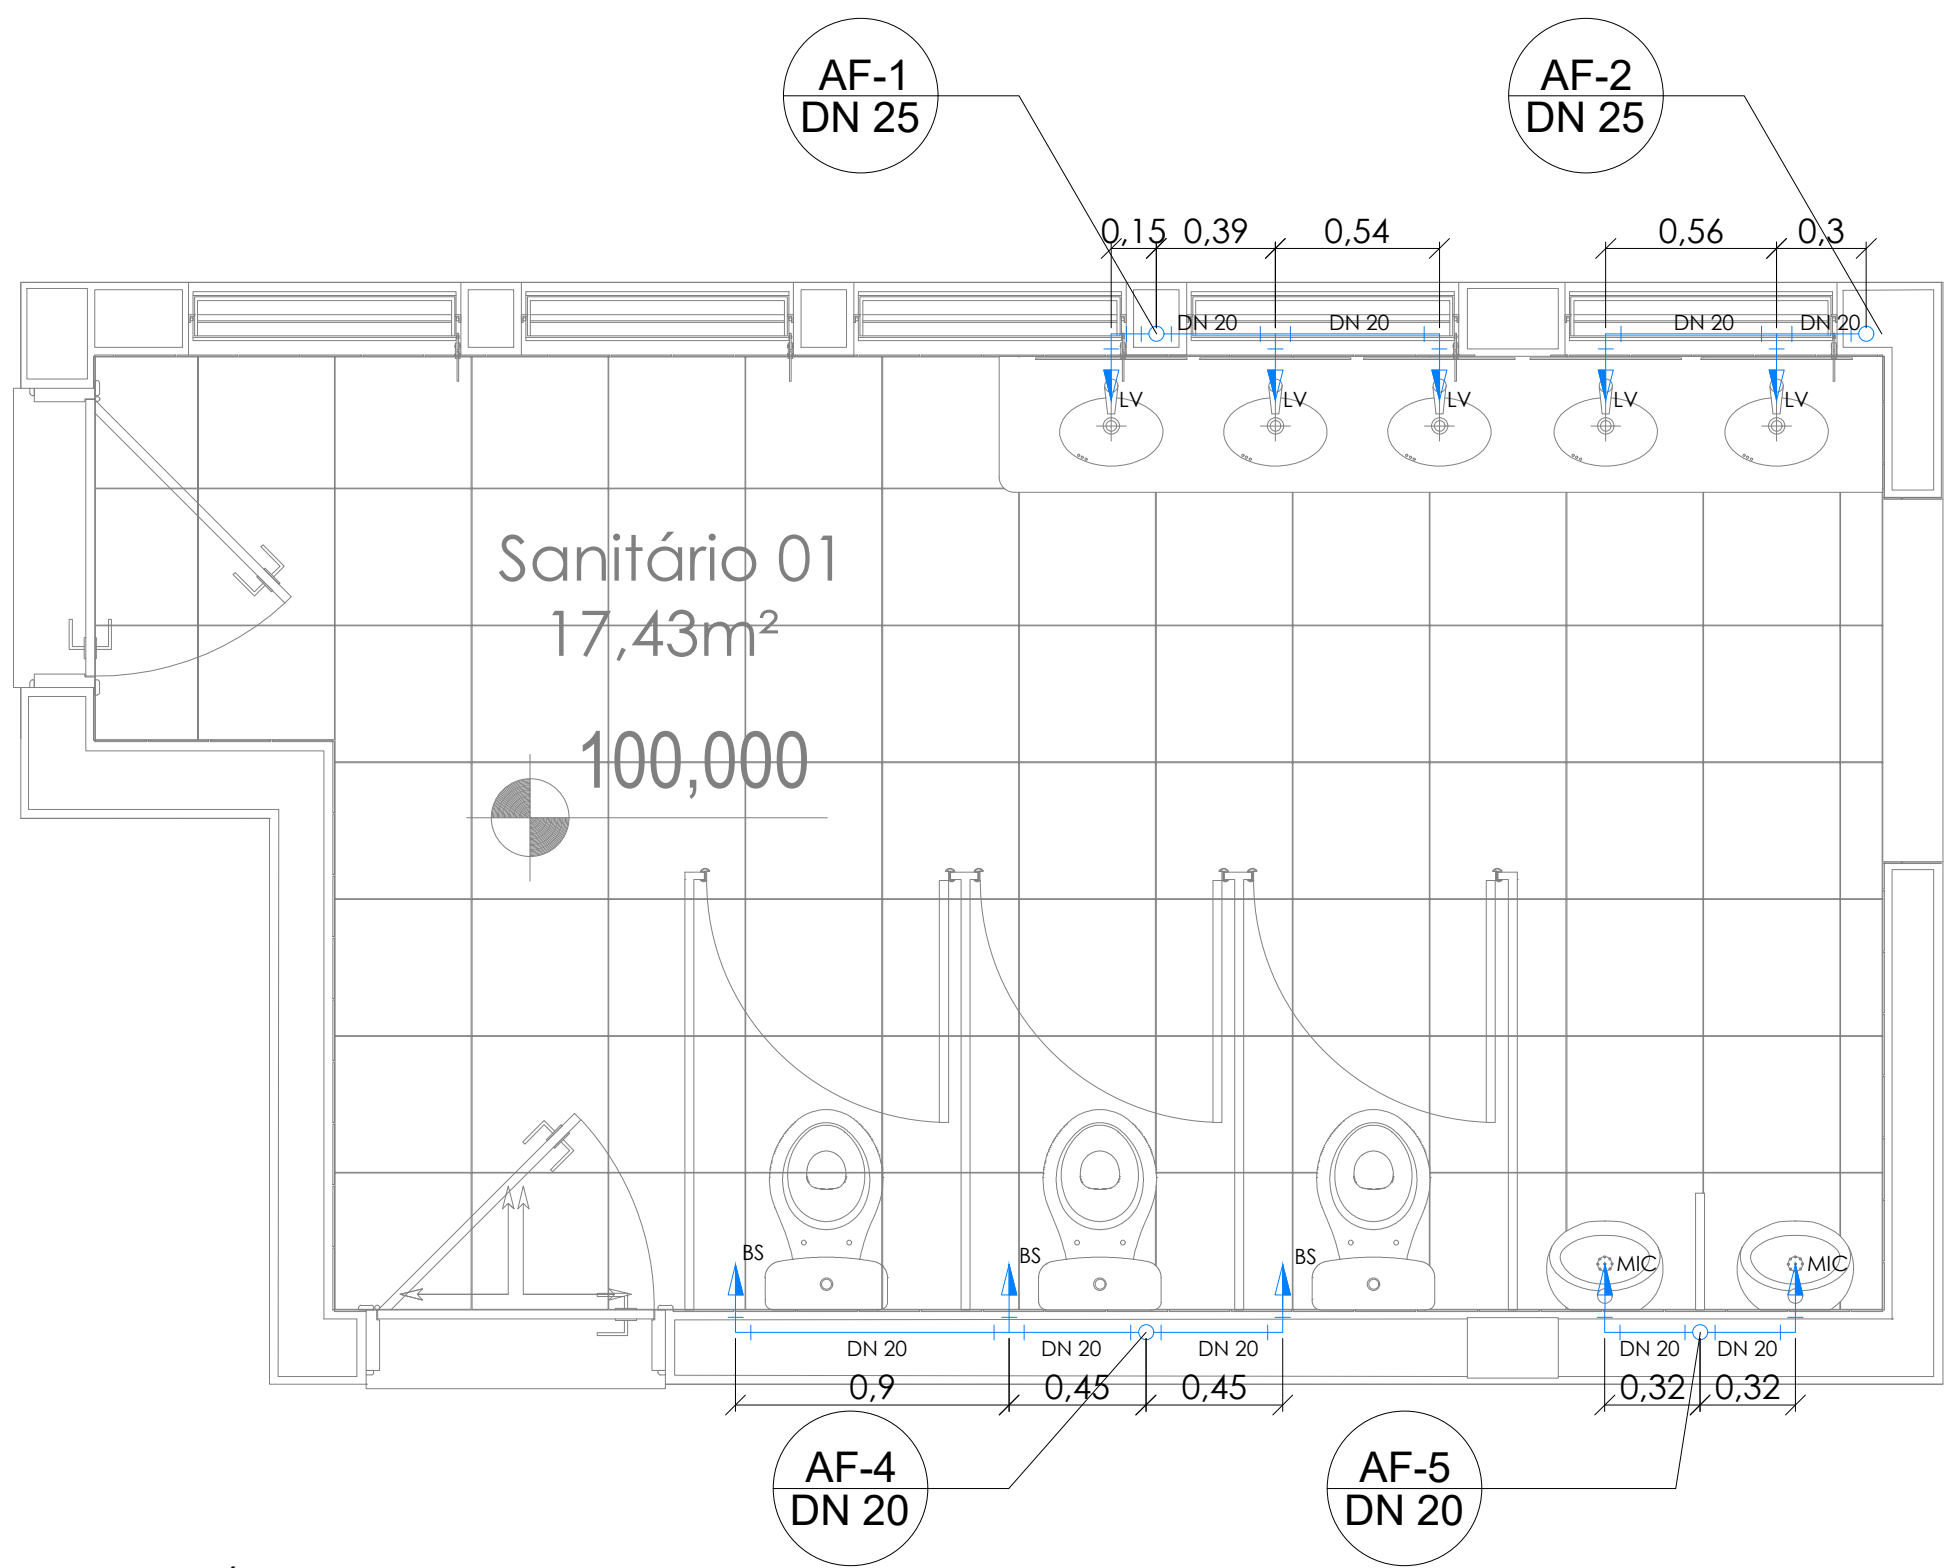 AF-1
DN 25
AF-2
DN 25
0,15
0,39
0,54
0,56
0,3
DN 20
DN 20
DN 20
DN 20
LV
LV
LV
LV
LV
Sanitário 01
17,43m²
100,000
BS
BS
BS
MIC
MIC
DN 20
DN 20
DN 20
DN 20
DN 20
0,9
0,45
0,45
0,32
0,32
AF-4
DN 20
AF-5
DN 20